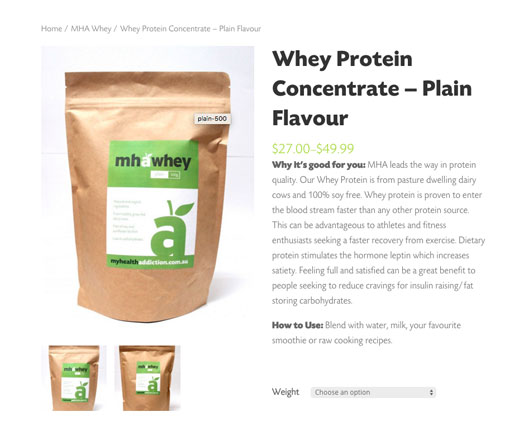 Home / MHA Whey / Whey Protein Concentrate – Plain Flavour
plain-500
mhawhey
myhealthaddiction.com.au
Whey Protein
Concentrate – Plain
Flavour
$27.00–$49.99
Why It's good for you: MHA leads the way in protein
quality. Our Whey Protein is from pasture dwelling dairy
cows and 100% soy free. Whey protein is proven to enter
the blood stream faster than any other protein source.
This can be advantageous to athletes and fitness
enthusiasts seeking a faster recovery from exercise. Dietary
protein stimulates the hormone leptin which increases
satiety. Feeling full and satisfied can be a great benefit to
people seeking to reduce cravings for insulin raising/ fat
storing carbohydrates.
How to Use: Blend with water, milk, your favourite
smoothie or raw cooking recipes.
Weight
Choose an option